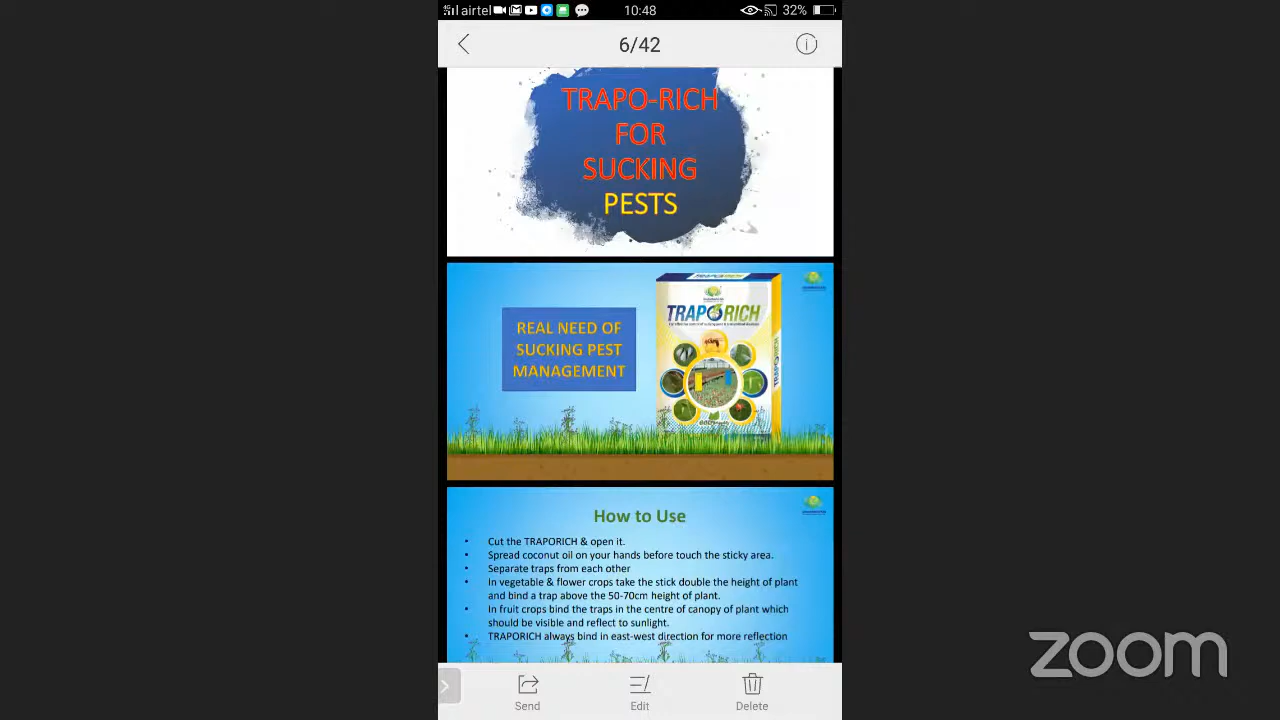 airtel
10:48
32%
6/42
TRAPO-RICH
FOR
SUCKING
PESTS
REAL NEED OF
SUCKING PEST
MANAGEMENT
TRAPORICH
TRAPORICH
How to Use
• Cut the TRAPORICH & open it.
• Spread coconut oil on your hands before touch the sticky area.
• Separate traps from each other
• In vegetable & flower crops take the stick double the height of plant
and bind a trap above the 50-70cm height of plant.
• In fruit crops bind the traps in the centre of canopy of plant which
should be visible and reflect to sunlight.
• TRAPORICH always bind in east-west direction for more reflection
Send
Edit
Delete
zoom